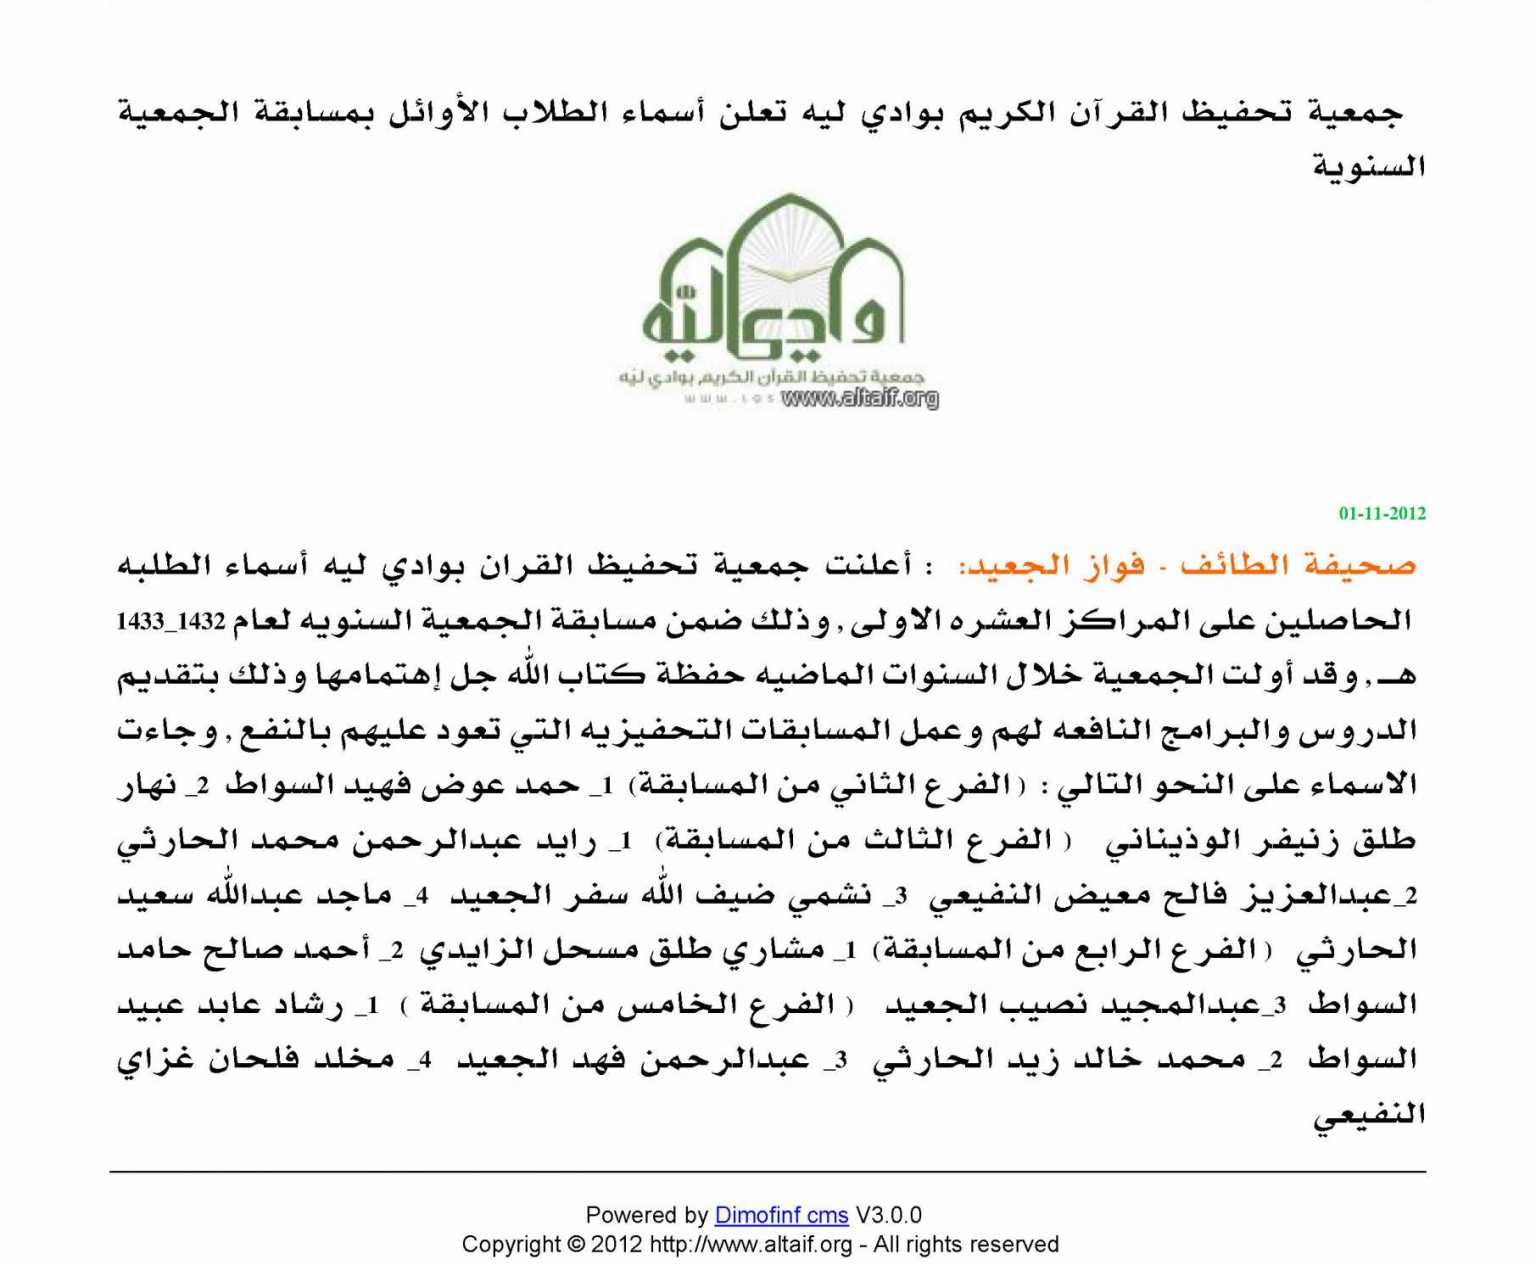 جمعية تحفيظ القرآن الكريم بوادي ليه تعلن أسماء الطلاب الأوائل بمسابقة الجمعية
السنوية
وادي ليّه
جمعية تحفيظ القرآن الكريم بوادي ليّه
www.altaif.org
01-11-2012
صحيفة الطائف - فواز الجعيد: : أعلنت جمعية تحفيظ القران بوادي ليه أسماء الطلبه
الحاصلين على المراكز العشره الاولى , وذلك ضمن مسابقة الجمعية السنويه لعام 1432_1433
هـ , وقد أولت الجمعية خلال السنوات الماضيه حفظة كتاب الله جل إهتمامها وذلك بتقديم
الدروس والبرامج النافعه لهم وعمل المسابقات التحفيزيه التي تعود عليهم بالنفع , وجاءت
الاسماء على النحو التالي : ( الفرع الثاني من المسابقة) 1_ حمد عوض فهيد السواط 2_ نهار
طلق زنيفر الوذيناني ( الفرع الثالث من المسابقة) 1_ رايد عبدالرحمن محمد الحارثي
2_عبدالعزيز فالح معيض النفيعي 3_ نشمي ضيف الله سفر الجعيد 4_ ماجد عبدالله سعيد
الحارثي ( الفرع الرابع من المسابقة) 1_ مشاري طلق مسحل الزايدي 2_ أحمد صالح حامد
السواط 3_عبدالمجيد نصيب الجعيد ( الفرع الخامس من المسابقة ) 1_ رشاد عابد عبيد
السواط 2_ محمد خالد زيد الحارثي 3_ عبدالرحمن فهد الجعيد 4_ مخلد فلحان غزاي
النفيعي
Powered by Dimofinf cms V3.0.0
Copyright © 2012 http://www.altaif.org - All rights reserved